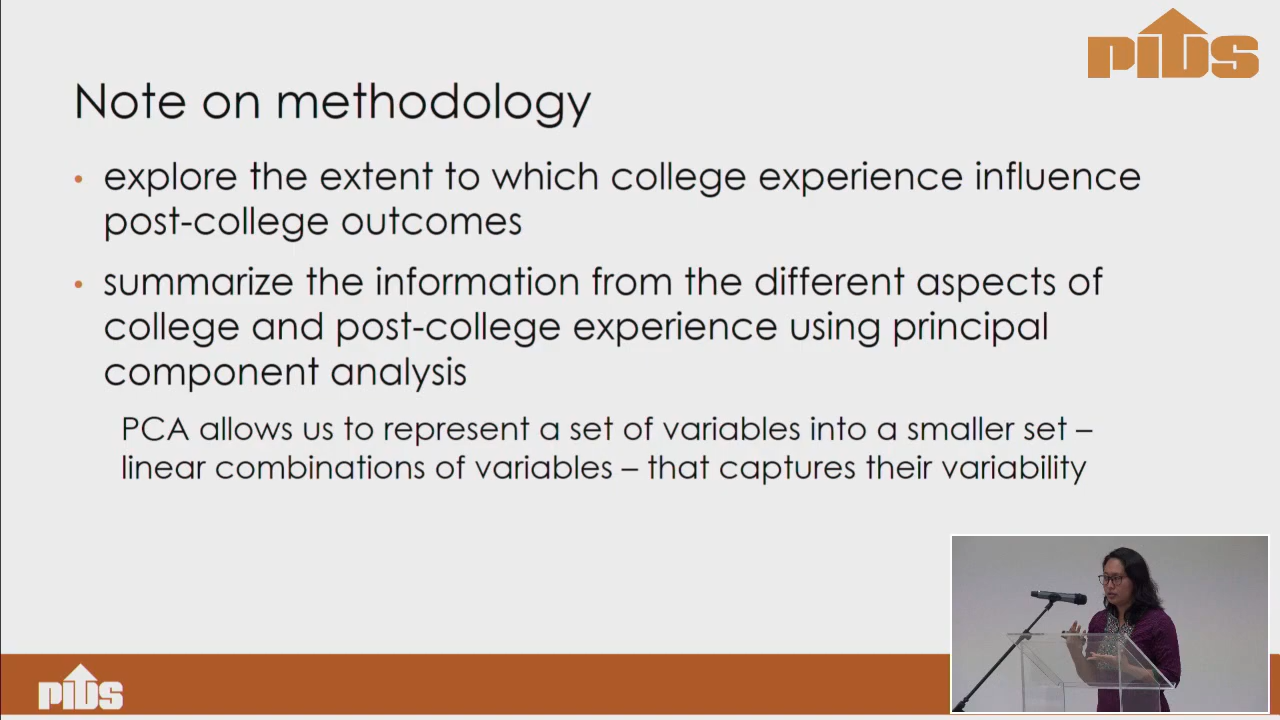 PIDS
Note on methodology
• explore the extent to which college experience influence
post-college outcomes
• summarize the information from the different aspects of
college and post-college experience using principal
component analysis
PCA allows us to represent a set of variables into a smaller set –
linear combinations of variables – that captures their variability
PIDS